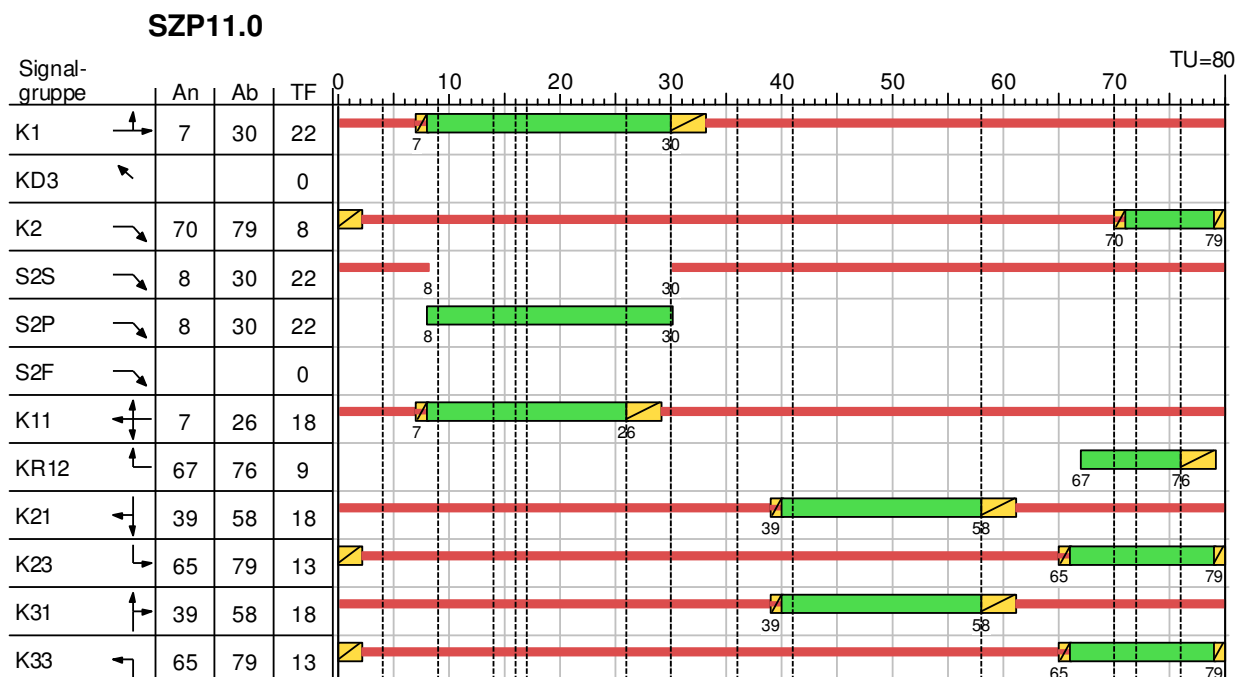 SZP11.0
TU=80
Signal-
gruppe An Ab TF 0 10 20 30 40 50 60 70
K1 7 30 22
7 30
KD3 0
K2 70 79 8
70 79
S2S 8 30 22
8 30
S2P 8 30 22
8 30
S2F 0
K11 7 26 18
7 26
KR12 67 76 9
67 76
K21 39 58 18
39 58
K23 65 79 13
65 79
K31 39 58 18
39 58
K33 65 79 13
65 79